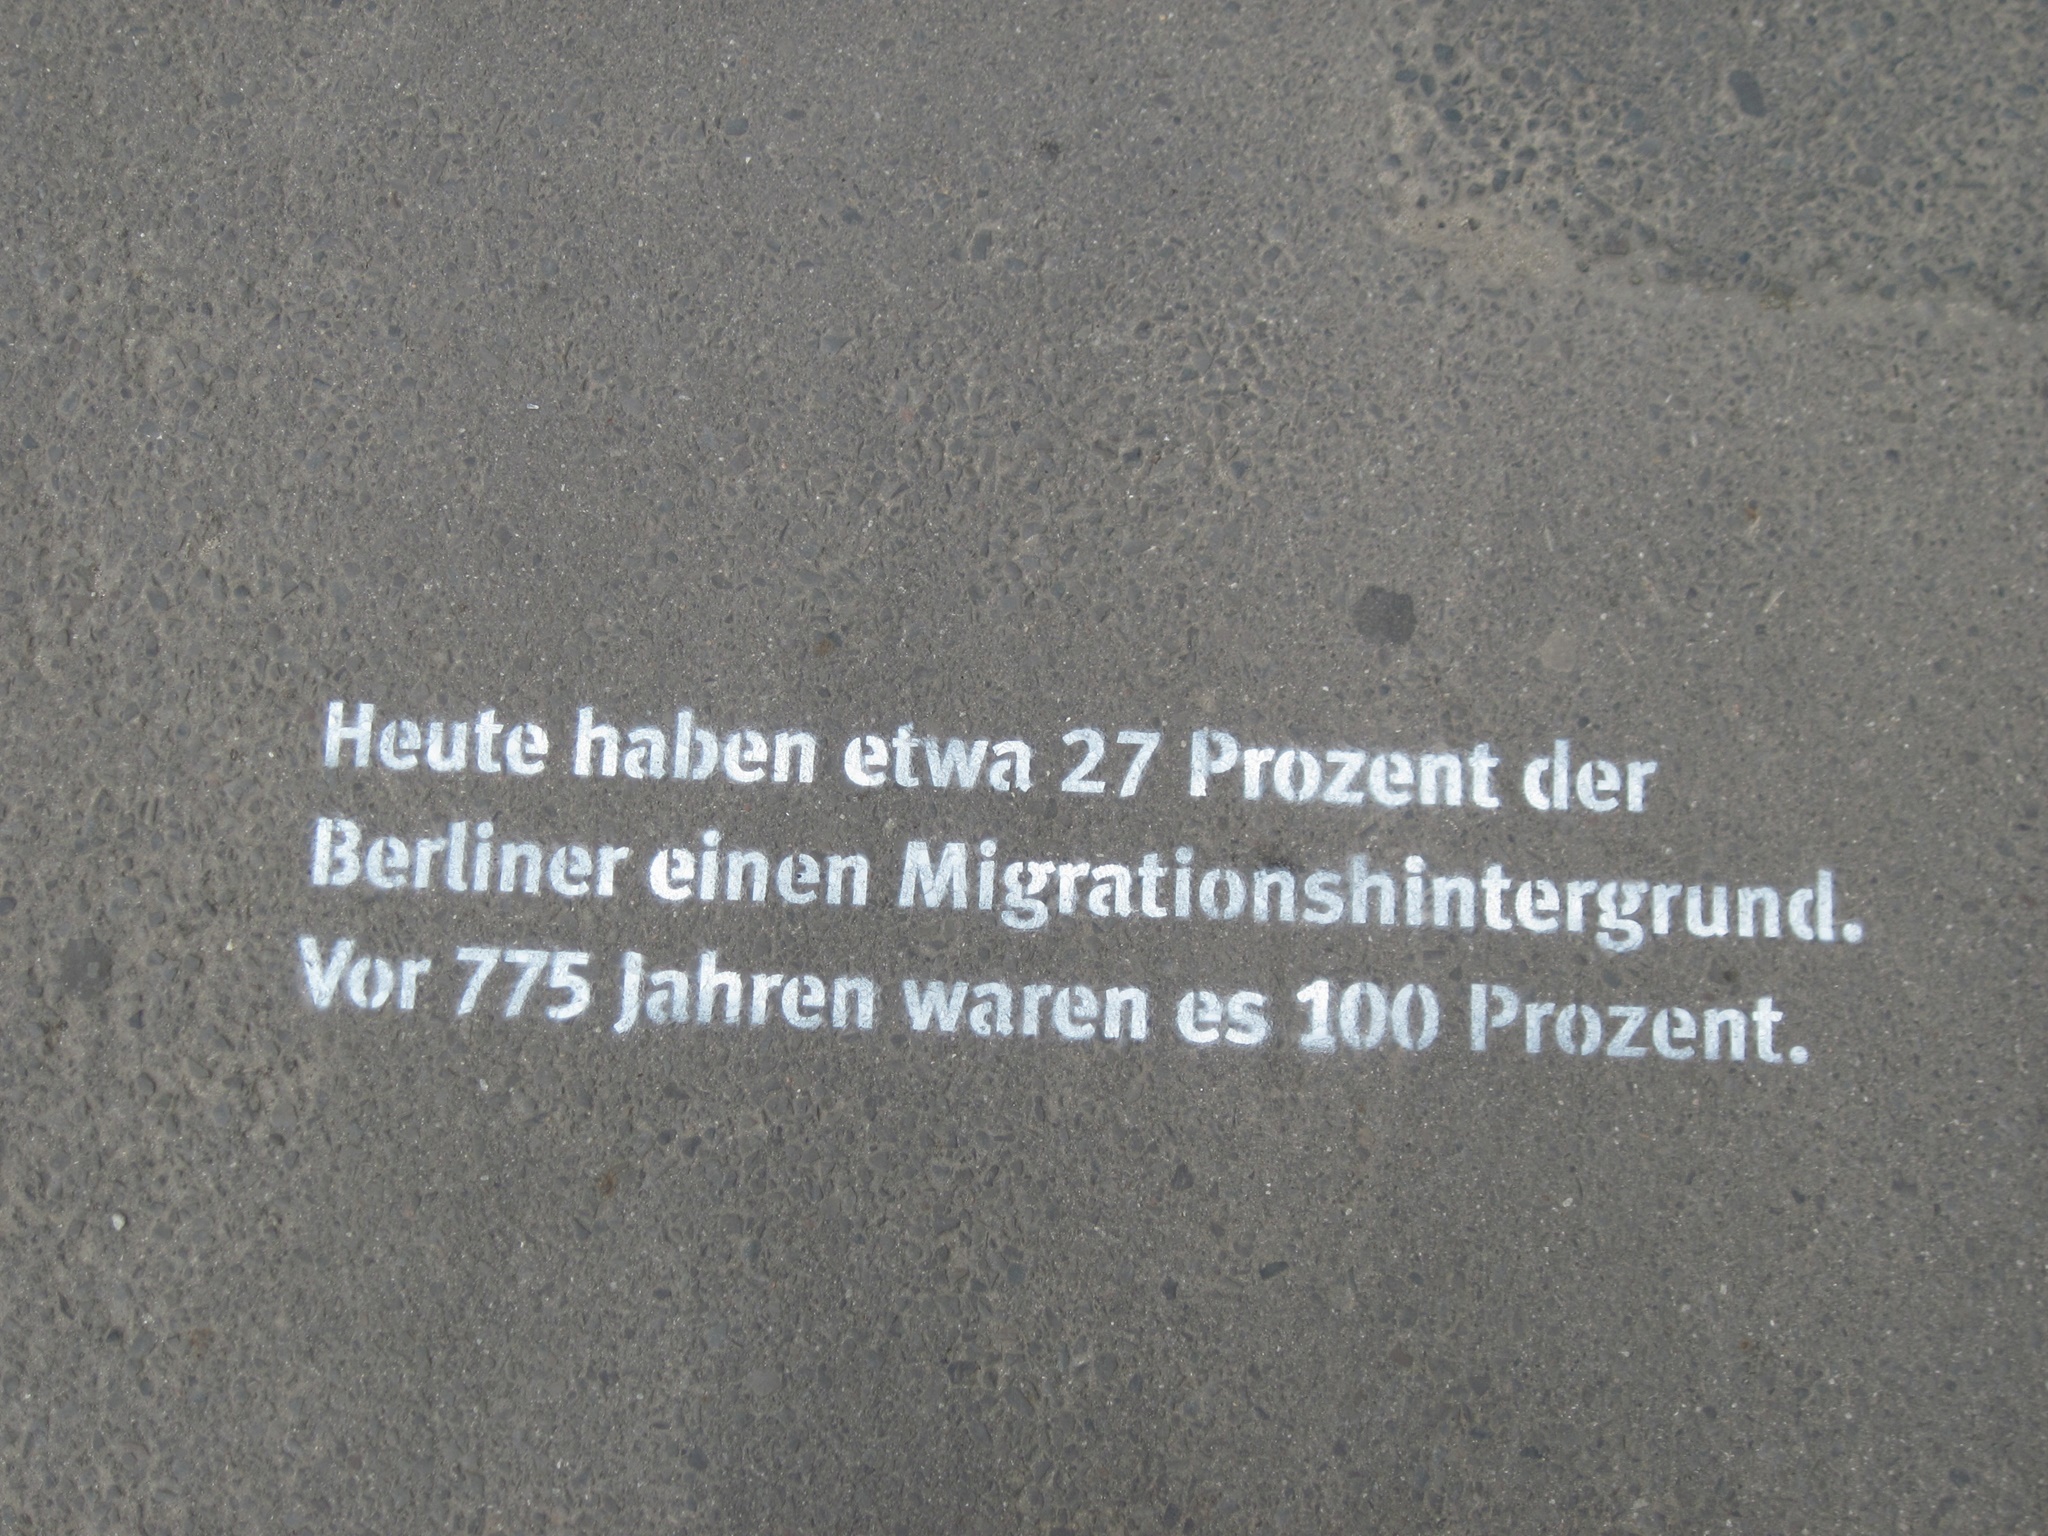 Heute haben etwa 27 Prozent der
Berliner einen Migrationshintergrund.
Vor 775 Jahren waren es 100 Prozent.